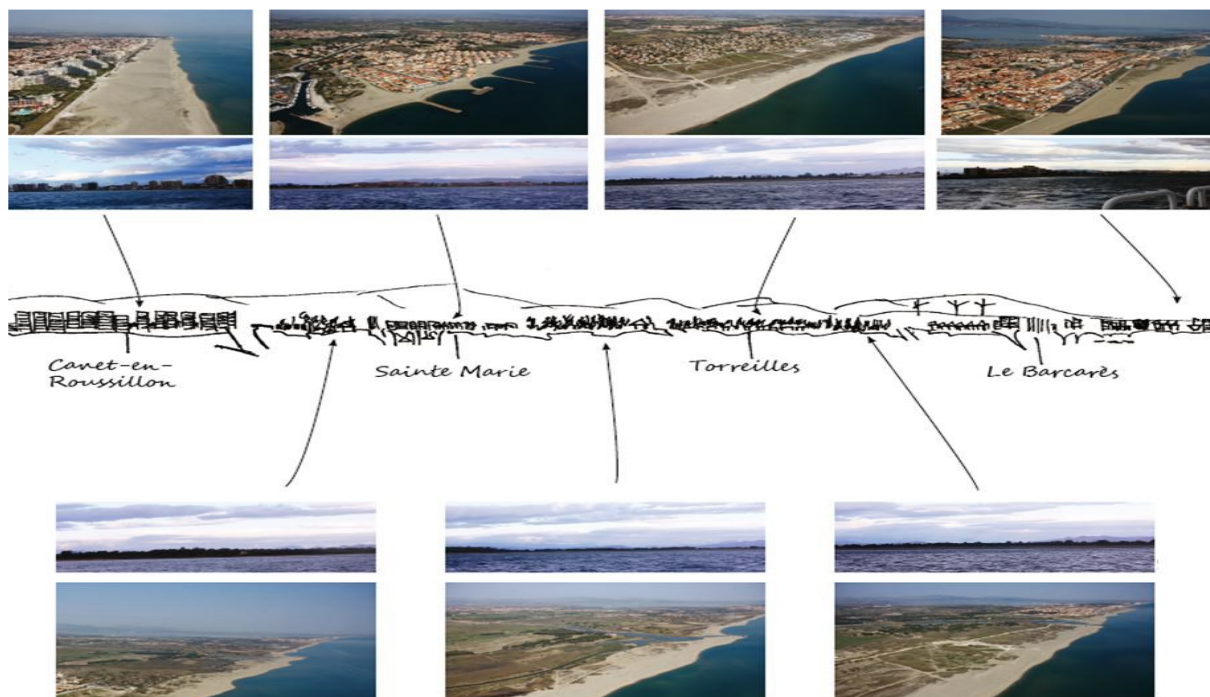 Canet-en-
Roussillon
Sainte Marie
Torreilles
Le Barcarès